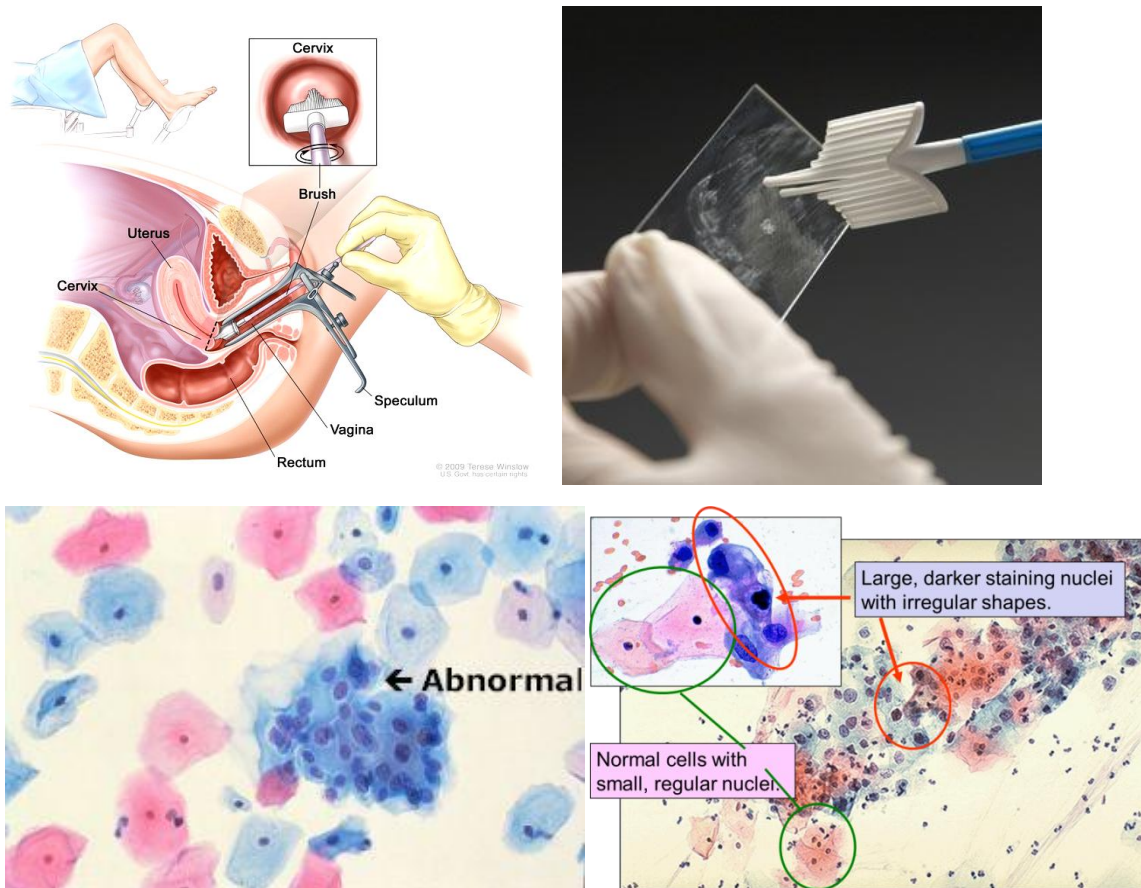 Cervix
Brush
Uterus
Cervix
Speculum
Vagina
Rectum
© 2009 Terese Winslow
U.S. Govt. has certain rights
← Abnormal
Large, darker staining nuclei
with irregular shapes.
Normal cells with
small, regular nuclei.